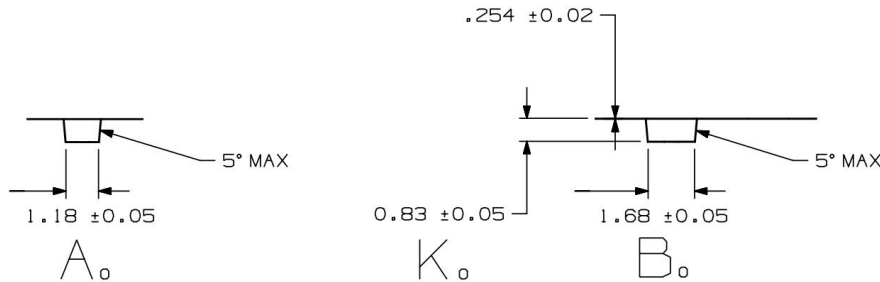 .254 ±0.02
5° MAX
5° MAX
1.18 ±0.05
0.83 ±0.05
1.68 ±0.05
Ao
Ko
Bo